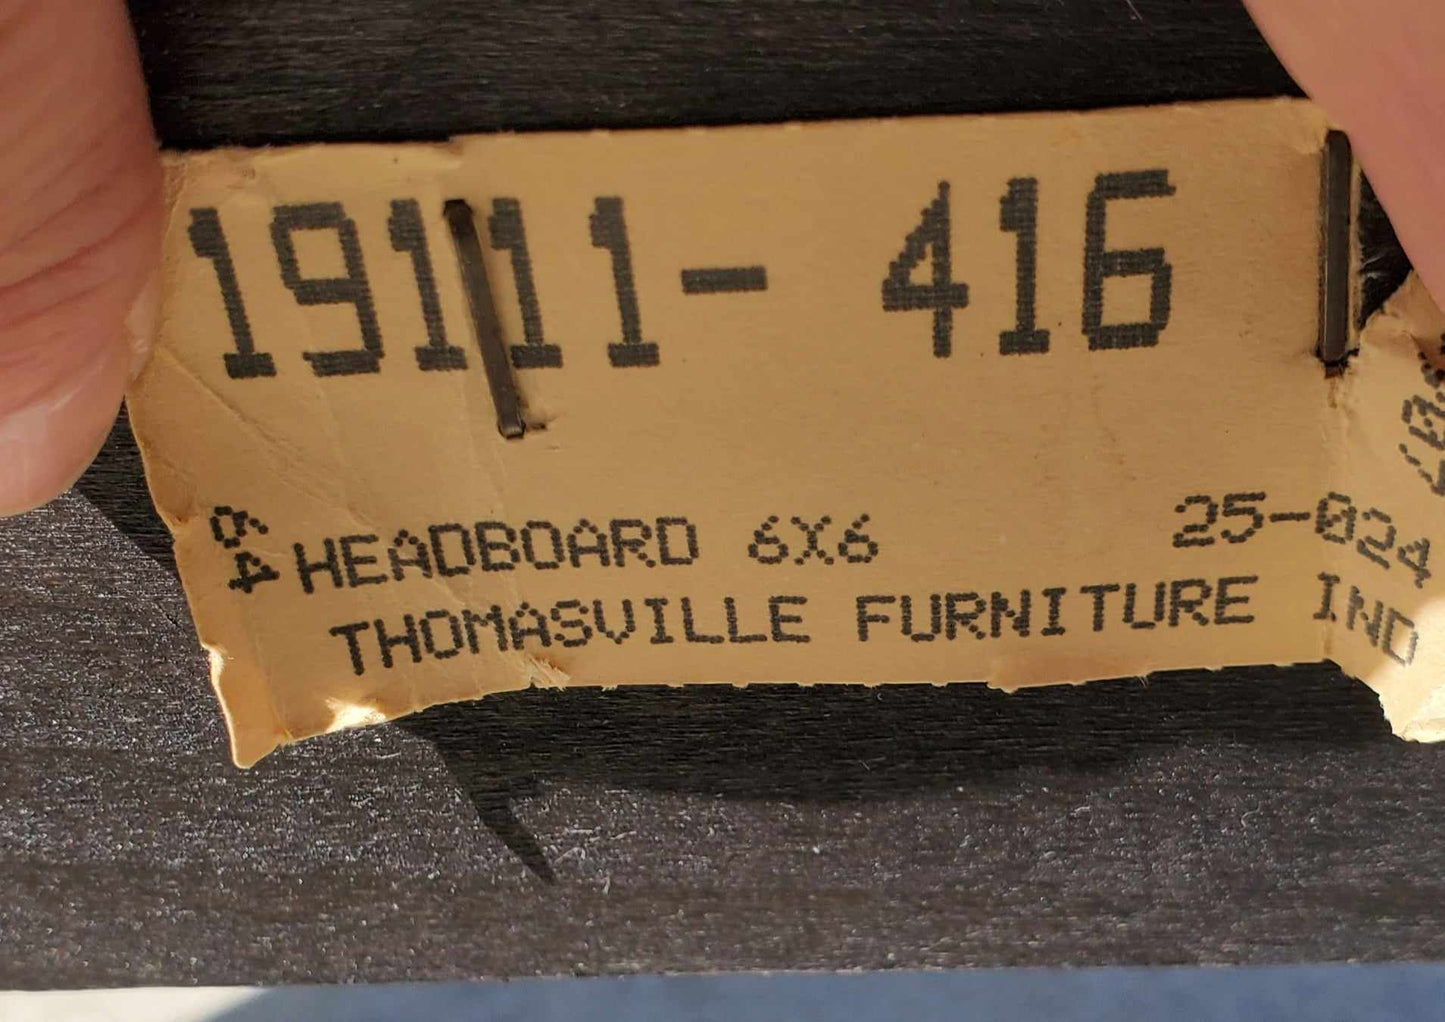 19111- 416
64
HEADBOARD 6X6 25-024
THOMASVILLE FURNITURE IND